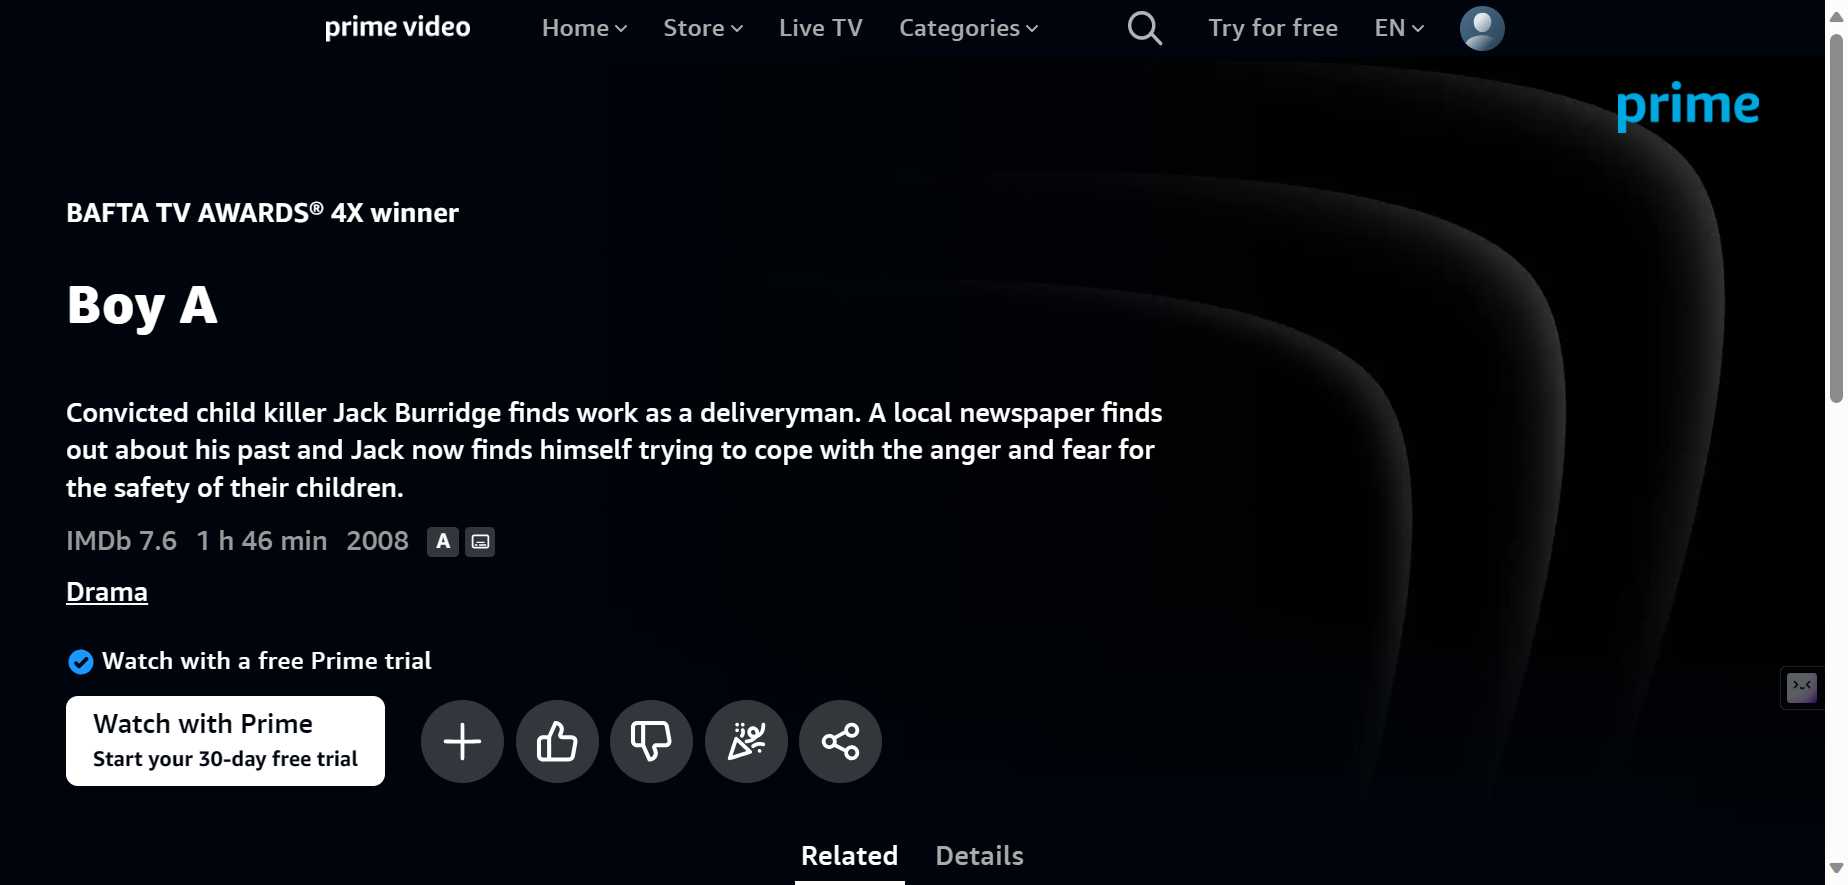 prime video
Home
Store
Live TV
Categories
Try for free
EN
prime
BAFTA TV AWARDS® 4X winner
Boy A
Convicted child killer Jack Burridge finds work as a deliveryman. A local newspaper finds
out about his past and Jack now finds himself trying to cope with the anger and fear for
the safety of their children.
IMDb 7.6 1 h 46 min 2008 A
Drama
Watch with a free Prime trial
Watch with Prime
Start your 30-day free trial
Related
Details